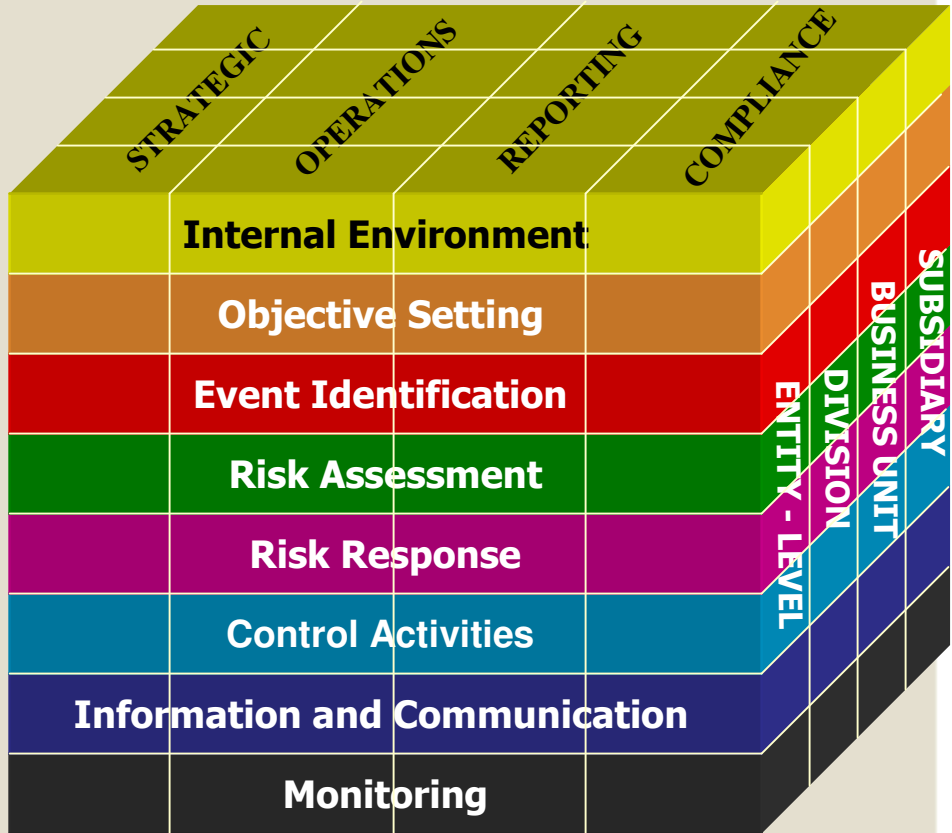 STRATEGIC
OPERATIONS
REPORTING
COMPLIANCE
Internal Environment
Objective Setting
Event Identification
Risk Assessment
Risk Response
Control Activities
Information and Communication
Monitoring
ENTITY - LEVEL
DIVISION
BUSINESS UNIT
SUBSIDIARY